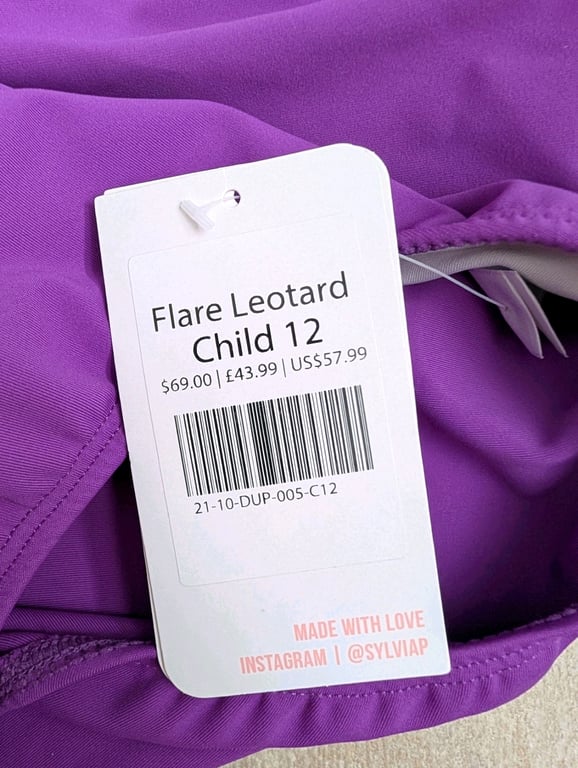 Flare Leotard
Child 12
$69.00 | £43.99 | US$57.99
21-10-DUP-005-C12
MADE WITH LOVE
INSTAGRAM | @SYLVIAP